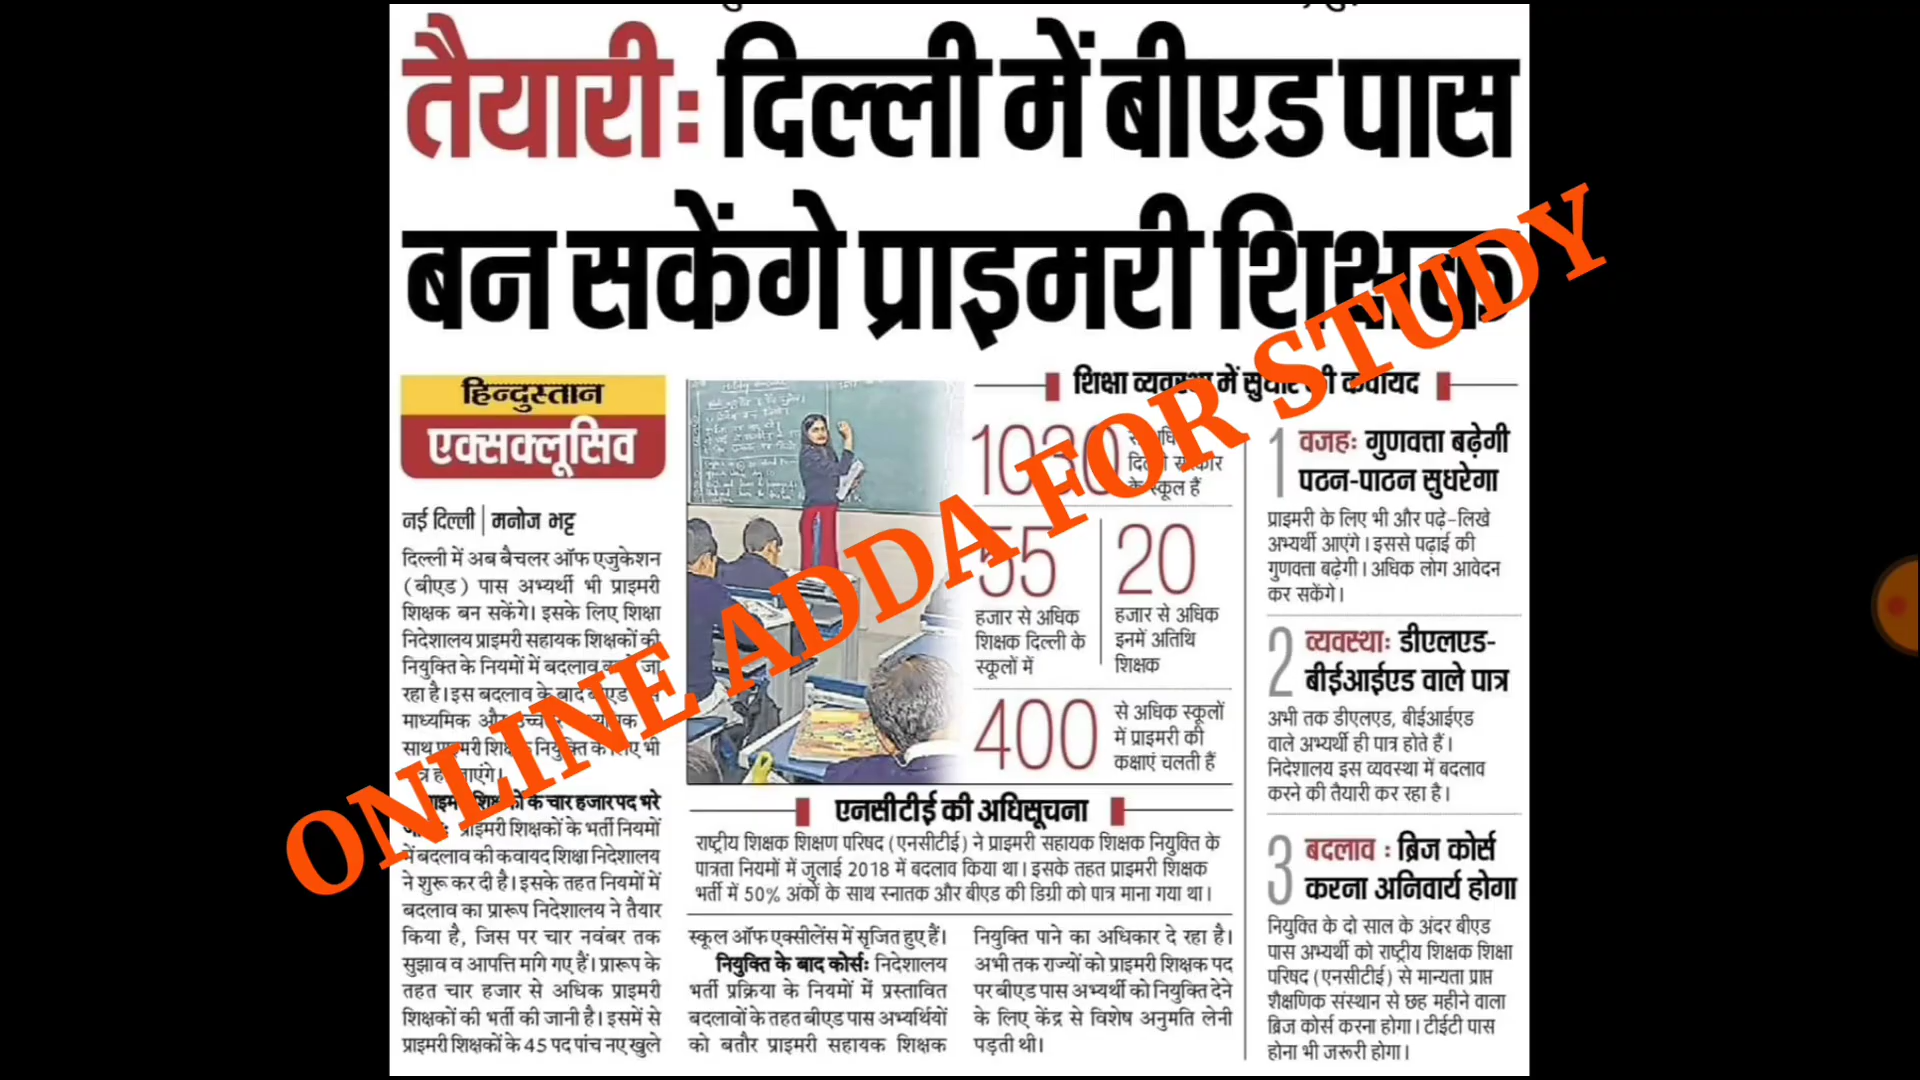 तैयारी: दिल्ली में बीएड पास
बन सकेंगे प्राइमरी शिक्षक
हिन्दुस्तान
एक्सक्लूसिव
नई दिल्ली | मनोज भट्ट
दिल्ली में अब बैचलर ऑफ एजुकेशन
(बीएड) पास अभ्यर्थी भी प्राइमरी
शिक्षक बन सकेंगे। इसके लिए शिक्षा
निदेशालय प्राइमरी सहायक शिक्षकों की
नियुक्ति के नियमों में बदलाव जा
रहा है। इस बदलाव के बाद
माध्यमिक
साथ नियुक्ति के भी
के चार हजार पद भरे
प्राइमरी शिक्षकों के भर्ती नियमों
में बदलाव की कवायद शिक्षा निदेशालय
ने शुरू कर दी है। इसके तहत नियमों में
बदलाव का प्रारूप निदेशालय ने तैयार
किया है, जिस पर चार नवंबर तक
सुझाव व आपत्ति मांगे गए हैं। प्रारूप के
तहत चार हजार से अधिक प्राइमरी
शिक्षकों की भर्ती की जानी है। इसमें से
प्राइमरी शिक्षकों के 45 पद पांच नए खुले
स्कूल ऑफ एक्सीलेंस में सृजित हुए हैं।
नियुक्ति के बाद कोर्स: निदेशालय
भर्ती प्रक्रिया के नियमों में प्रस्तावित
बदलावों के तहत बीएड पास अभ्यर्थियों
को बतौर प्राइमरी सहायक शिक्षक
नियुक्ति पाने का अधिकार दे रहा है।
अभी तक राज्यों को प्राइमरी शिक्षक पद
पर बीएड पास अभ्यर्थी को नियुक्ति देने
के लिए केंद्र से विशेष अनुमति लेनी
पड़ती थी।
शिक्षा व्यवस्था में सुधार की कवायद
के स्कूल हैं
55
हजार से अधिक
शिक्षक दिल्ली के
स्कूलों में
20
हजार से अधिक
इनमें अतिथि
शिक्षक
400
से अधिक स्कूलों
में प्राइमरी की
कक्षाएं चलती हैं
एनसीटीई की अधिसूचना
राष्ट्रीय शिक्षक शिक्षण परिषद (एनसीटीई) ने प्राइमरी सहायक शिक्षक नियुक्ति के
पात्रता नियमों में जुलाई 2018 में बदलाव किया था। इसके तहत प्राइमरी शिक्षक
भर्ती में 50% अंकों के साथ स्नातक और बीएड की डिग्री को पात्र माना गया था।
1 वजह: गुणवत्ता बढ़ेगी
पठन-पाठन सुधरेगा
प्राइमरी के लिए भी और पढ़े-लिखे
अभ्यर्थी आएंगे। इससे पढ़ाई की
गुणवत्ता बढ़ेगी। अधिक लोग आवेदन
कर सकेंगे।
2 व्यवस्था: डीएलएड-
बीईआईएड वाले पात्र
अभी तक डीएलएड, बीईआईएड
वाले अभ्यर्थी ही पात्र होते हैं।
निदेशालय इस व्यवस्था में बदलाव
करने की तैयारी कर रहा है।
3 बदलाव : ब्रिज कोर्स
करना अनिवार्य होगा
नियुक्ति के दो साल के अंदर बीएड
पास अभ्यर्थी को राष्ट्रीय शिक्षक शिक्षा
परिषद (एनसीटीई) से मान्यता प्राप्त
शैक्षणिक संस्थान से छह महीने वाला
ब्रिज कोर्स करना होगा। टीईटी पास
होना भी जरूरी होगा।
ONLINE ADDA FOR STUDY